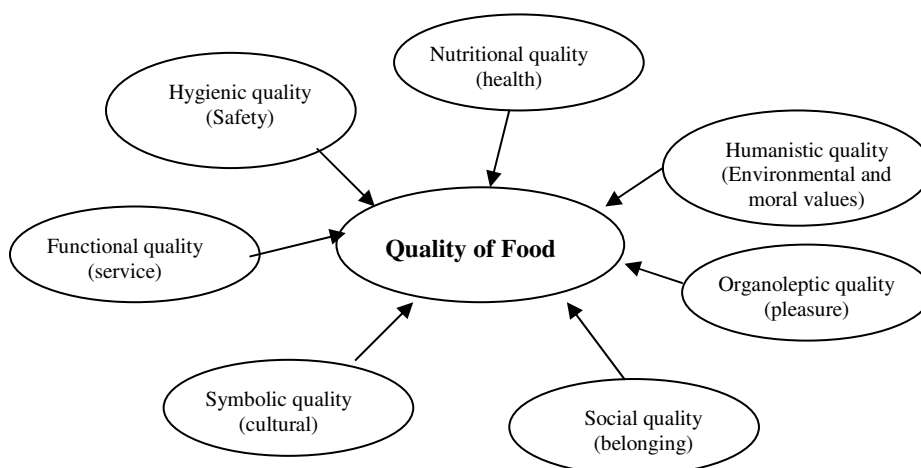 Nutritional quality
(health)
Hygienic quality
(Safety)
Humanistic quality
(Environmental and
moral values)
Functional quality
(service)
Quality of Food
Organoleptic quality
(pleasure)
Symbolic quality
(cultural)
Social quality
(belonging)